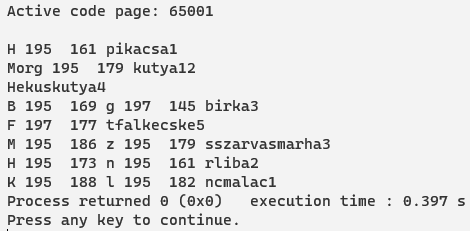 Active code page: 65001
H 195  161 pikacsa1
Morg 195  179 kutya12
Hekuskutya4
B 195  169 g 197  145 birka3
F 197  177 tfalkecske5
M 195  186 z 195  179 sszarvasmarha3
H 195  173 n 195  161 rliba2
K 195  188 l 195  182 ncmalac1
Process returned 0 (0x0)   execution time : 0.397 s
Press any key to continue.